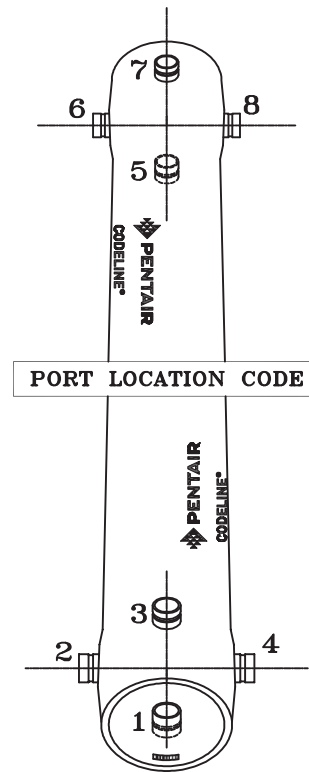 7
6 8
5
CODELINE®
PENTAIR
PORT LOCATION CODE
PENTAIR
CODELINE®
3
2 4
1